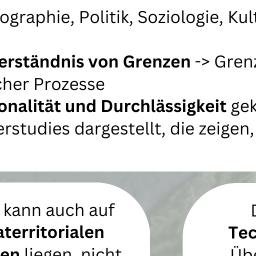 ographie, Politik, Soziologie, Kult
erständnis von Grenzen -> Grenz
cher Prozesse
onalität und Durchlässigkeit gek
erstudies dargestellt, die zeigen,
kann auch auf
aterritorialen
en liegen, nicht
D
Tec
Übe